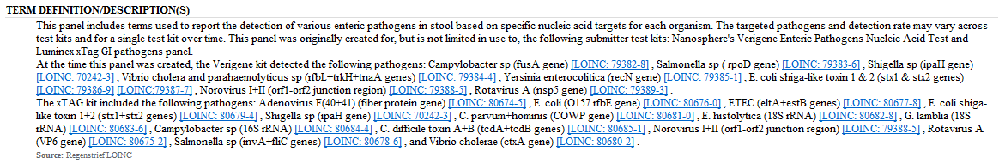 TERM DEFINITION/DESCRIPTION(S)
This panel includes terms used to report the detection of various enteric pathogens in stool based on specific nucleic acid targets for each organism. The targeted pathogens and detection rate may vary across
test kits and for a single test kit over time. This panel was originally created for, but is not limited in use to, the following submitter test kits: Nanosphere's Verigene Enteric Pathogens Nucleic Acid Test and
Luminex xTag GI pathogens panel.
At the time this panel was created, the Verigene kit detected the following pathogens: Campylobacter sp (fusA gene) [LOINC: 79382-8] , Salmonella sp ( rpoD gene) [LOINC: 79383-6] , Shigella sp (ipaH gene)
[LOINC: 70242-3] , Vibrio cholera and parahaemolyticus sp (rfbL+trkH+tnaA genes) [LOINC: 79384-4] , Yersinia enterocolitica (recN gene) [LOINC: 79385-1] , E. coli shiga-like toxin 1 & 2 (stx1 & stx2 genes)
[LOINC: 79386-9] [LOINC:79387-7] , Norovirus I+II (orf1-orf2 junction region) [LOINC: 79388-5] , Rotavirus A (nsp5 gene) [LOINC: 79389-3] .
The xTAG kit included the following pathogens: Adenovirus F(40+41) (fiber protein gene) [LOINC: 80674-5] , E. coli (O157 rfbE gene) [LOINC: 80676-0] , ETEC (eltA+estB genes) [LOINC: 80677-8] , E. coli shiga-
like toxin 1+2 (stx1+stx2 genes) [LOINC: 80679-4] , Shigella sp (ipaH gene) [LOINC: 70242-3] , C. parvum+hominis (COWP gene) [LOINC: 80681-0] , E. histolytica (18S rRNA) [LOINC: 80682-8] , G. lamblia (18S
rRNA) [LOINC: 80683-6] , Campylobacter sp (16S rRNA) [LOINC: 80684-4] , C. difficile toxin A+B (tcdA+tcdB genes) [LOINC: 80685-1] , Norovirus I+II (orf1-orf2 junction region) [LOINC: 79388-5] , Rotavirus A
(VP6 gene) [LOINC: 80675-2] , Salmonella sp (invA+fliC genes) [LOINC: 80678-6] , and Vibrio cholerae (ctxA gene) [LOINC: 80680-2] .
Source: Regenstrief LOINC